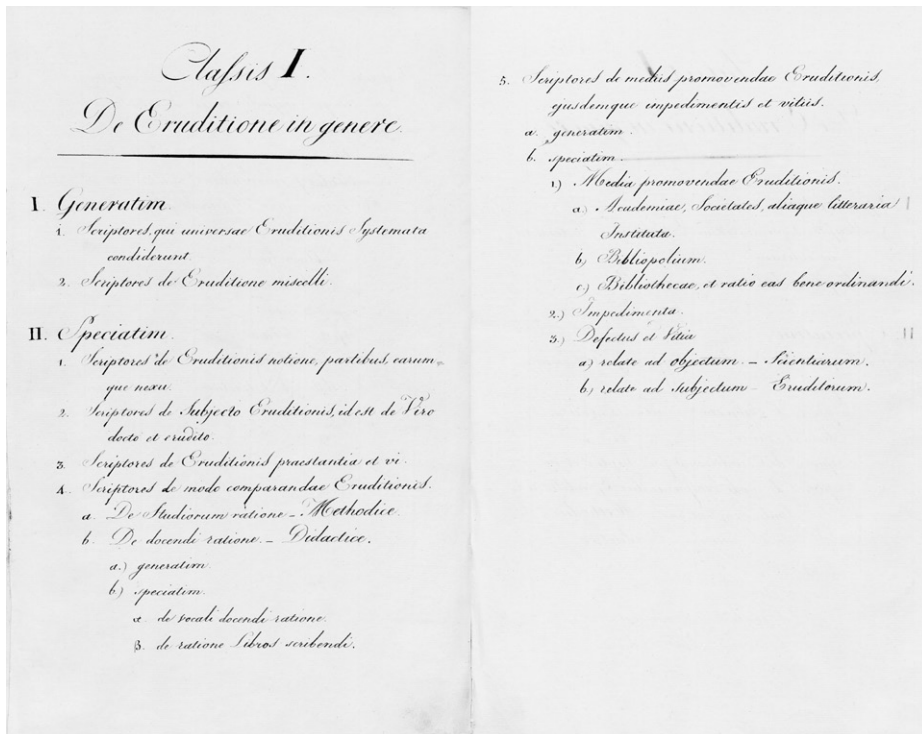 Classis I.
De Eruditione in genere.
I. Generatim.
1. Scriptores, qui universae Eruditionis Systemata
condiderunt.
2. Scriptores de Eruditione miscelli.
II. Speciatim.
1. Scriptores de Eruditionis notione, partibus, earum=
que nexu.
2. Scriptores de Subjecto Eruditionis, id est de Viro
docto et erudito.
3. Scriptores de Eruditionis praestantia et vi.
4. Scriptores de modo comparandae Eruditionis.
a. De Studiorum ratione – Methodice.
b. De docendi ratione. – Didactice.
a.) generatim.
b.) speciatim.
α. de vocali docendi ratione.
β. de ratione Libros scribendi.
5. Scriptores de mediis promovendae Eruditionis,
ejusdemque impedimentis et vitiis.
a. generatim.
b. speciatim.
1.) Media promovendae Eruditionis.
a.) Academiae, Societates, aliaque litteraria
Instituta.
b.) Bibliopolium.
c.) Bibliothecae, et ratio eas bene ordinandi.
2.) Impedimenta.
3.) Defectus et Vitia
a) relate ad objectum. – Scientiarum.
b) relate ad subjectum – Eruditorum.